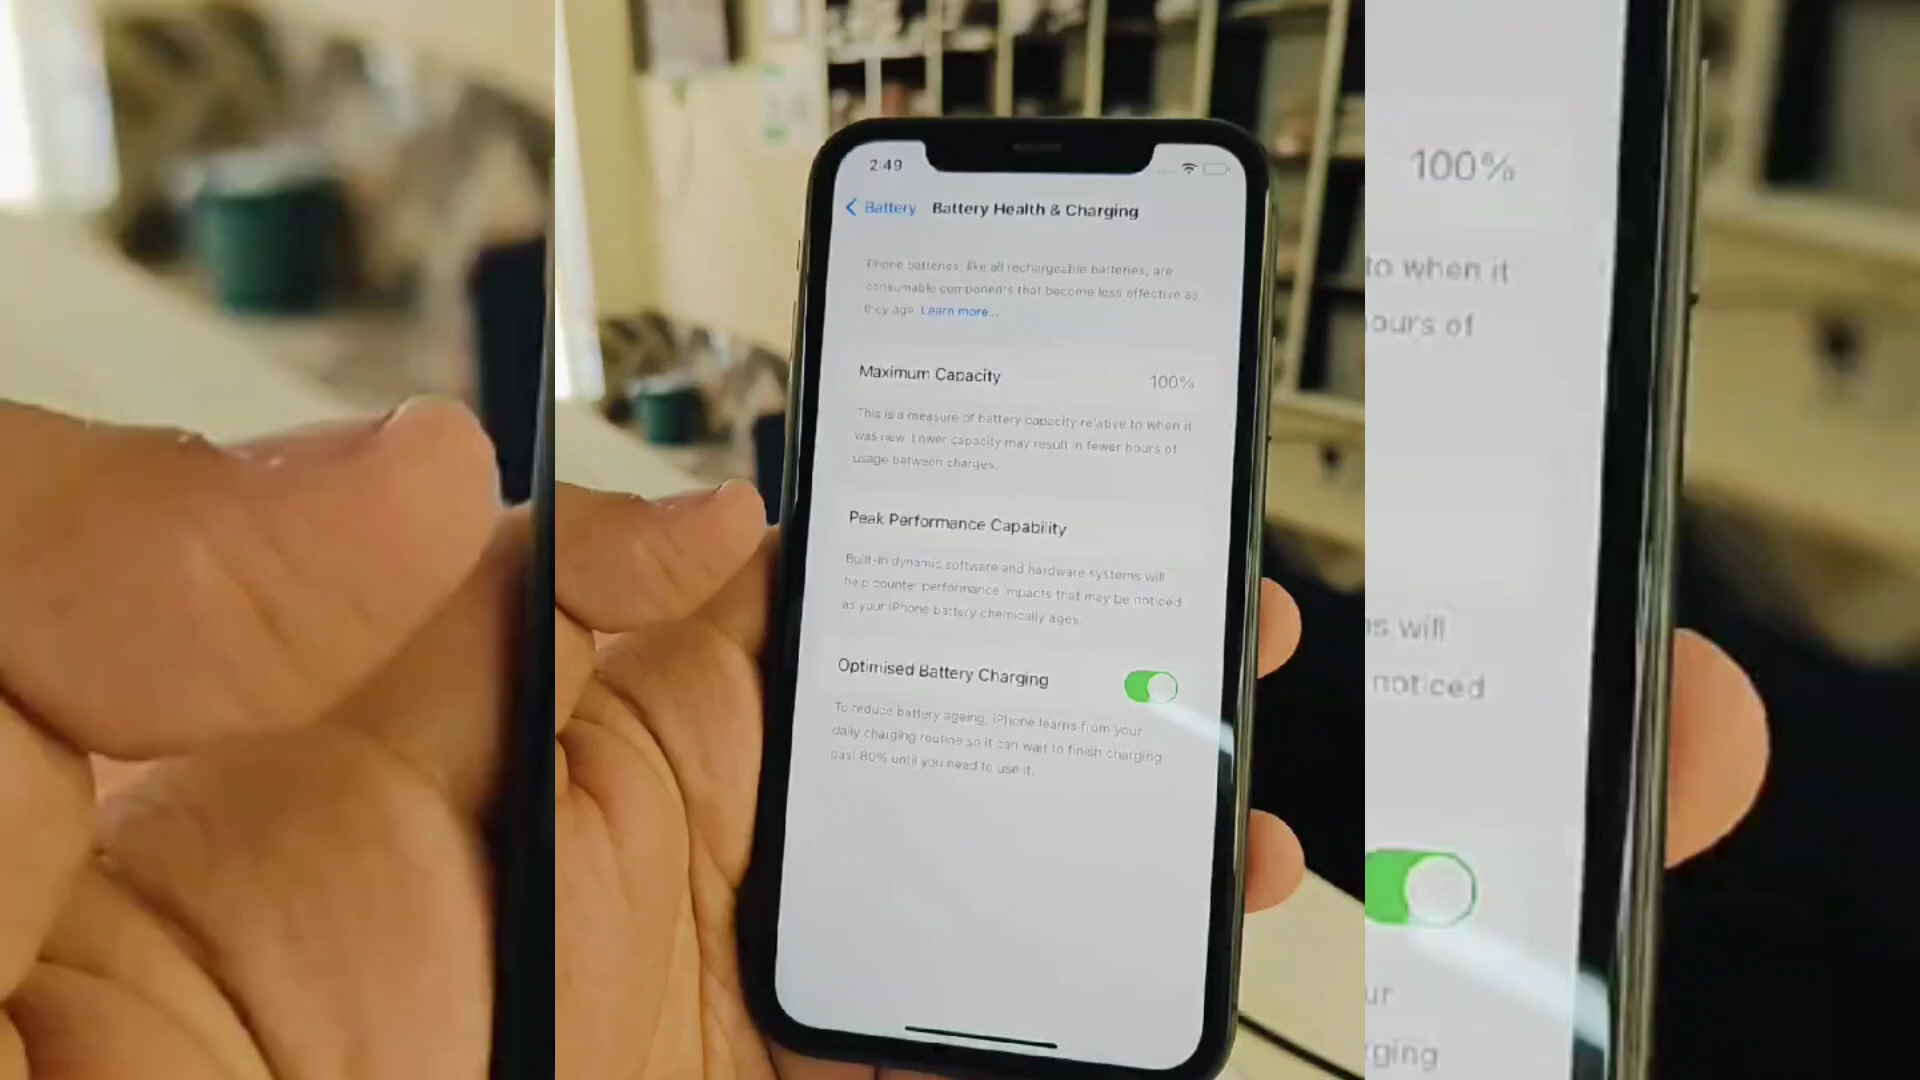 2:49
Battery Battery Health & Charging
Phone batteries, like all rechargeable batteries, are
consumable components that become less effective as
they age. Learn more...
Maximum Capacity 100%
This is a measure of battery capacity relative to when it
was new. Lower capacity may result in fewer hours of
usage between charges.
Peak Performance Capability
Built-in dynamic software and hardware systems will
help counter performance impacts that may be noticed
as your iPhone battery chemically ages.
Optimised Battery Charging
To reduce battery ageing, iPhone learns from your
daily charging routine so it can wait to finish charging
past 80% until you need to use it.
100%
to when it
ours of
s will
noticed
ur
rging